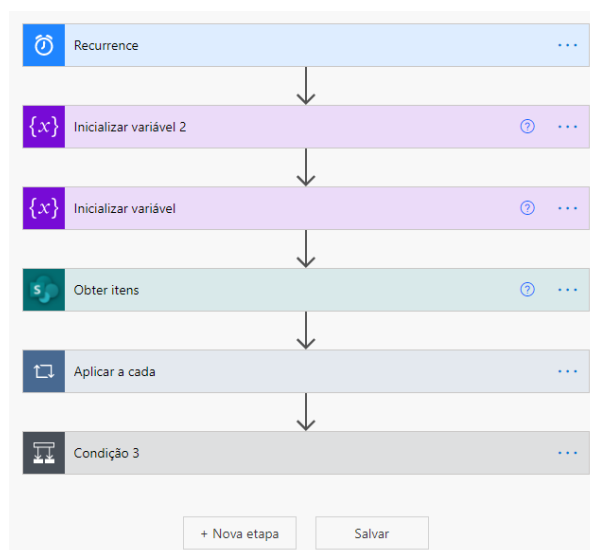 Recurrence
{x} Inicializar variável 2
{x} Inicializar variável
S Obter itens
Aplicar a cada
Condição 3
+ Nova etapa Salvar